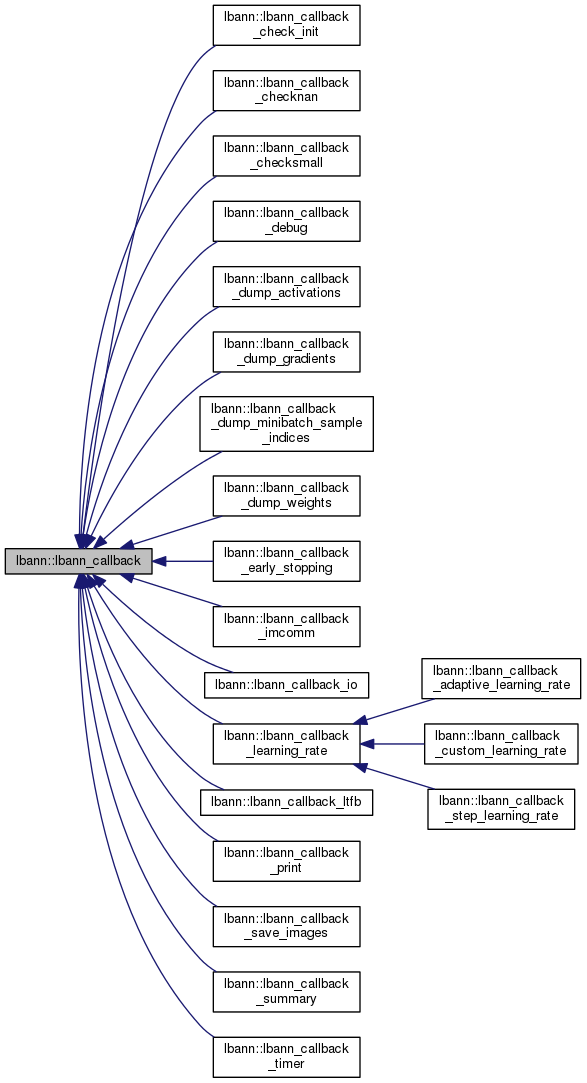 lbann::lbann_callback
_check_init
lbann::lbann_callback
_checknan
lbann::lbann_callback
_checksmall
lbann::lbann_callback
_debug
lbann::lbann_callback
_dump_activations
lbann::lbann_callback
_dump_gradients
lbann::lbann_callback
_dump_minibatch_sample
_indices
lbann::lbann_callback
_dump_weights
lbann::lbann_callback
lbann::lbann_callback
_early_stopping
lbann::lbann_callback
_imcomm
lbann::lbann_callback_io
lbann::lbann_callback
_learning_rate
lbann::lbann_callback
_adaptive_learning_rate
lbann::lbann_callback
_custom_learning_rate
lbann::lbann_callback
_step_learning_rate
lbann::lbann_callback_ltfb
lbann::lbann_callback
_print
lbann::lbann_callback
_save_images
lbann::lbann_callback
_summary
lbann::lbann_callback
_timer